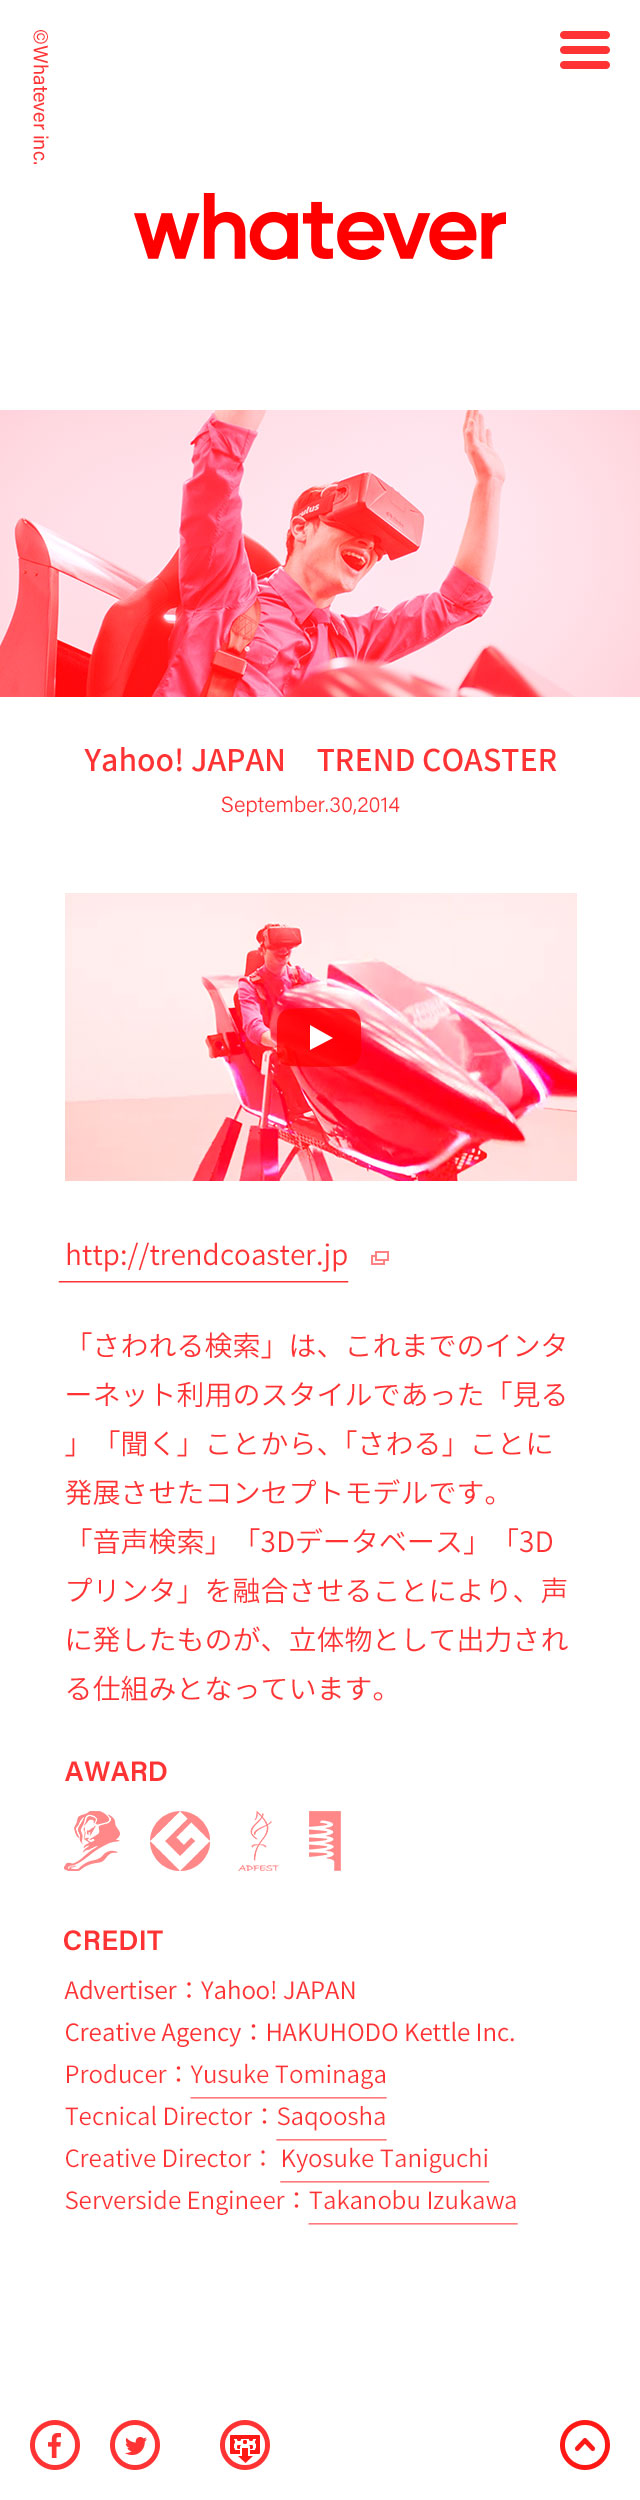 ©Whatever inc.
whatever
oculus
Yahoo! JAPAN　TREND COASTER
September.30,2014
http://trendcoaster.jp
「さわれる検索」は、これまでのインタ
ーネット利用のスタイルであった「見る
」「聞く」ことから、「さわる」ことに
発展させたコンセプトモデルです。
「音声検索」「3Dデータベース」「3D
プリンタ」を融合させることにより、声
に発したものが、立体物として出力され
る仕組みとなっています。
AWARD
ADFEST
CREDIT
Advertiser：Yahoo! JAPAN
Creative Agency：HAKUHODO Kettle Inc.
Producer：Yusuke Tominaga
Tecnical Director：Saqoosha
Creative Director： Kyosuke Taniguchi
Serverside Engineer：Takanobu Izukawa